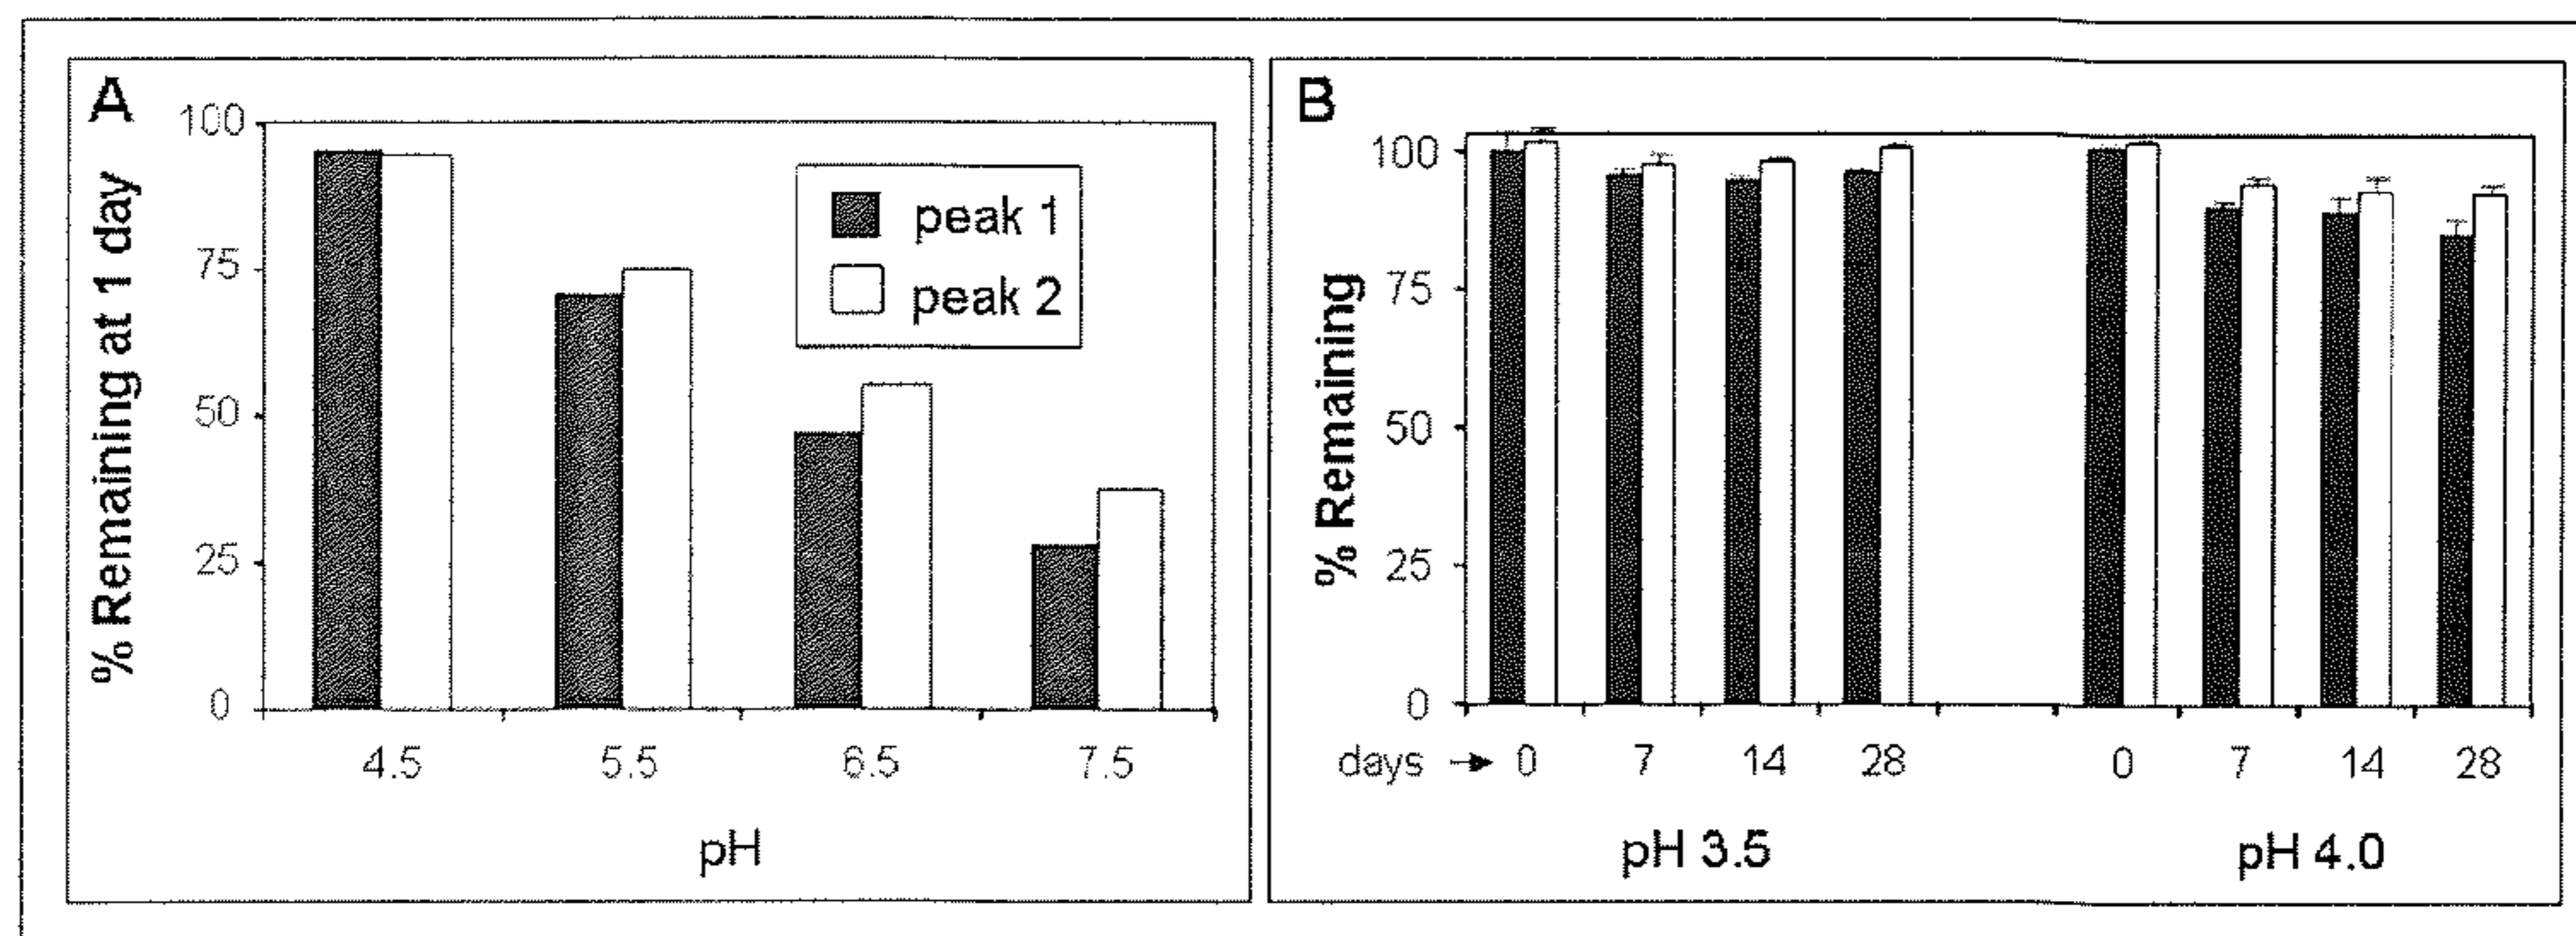 A
% Remaining at 1 day
100
75
50
25
0
peak 1
peak 2
4.5 5.5 6.5 7.5
pH
B
% Remaining
100
75
50
25
0
days → 0 7 14 28 0 7 14 28
pH 3.5 pH 4.0